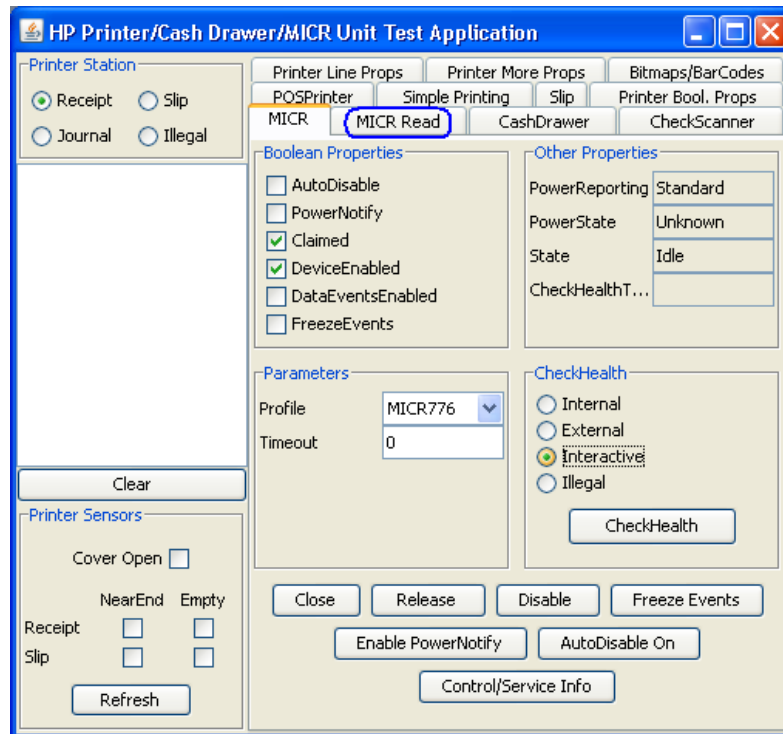 HP Printer/Cash Drawer/MICR Unit Test Application
Printer Station
Receipt Slip
Journal Illegal
Clear
Printer Sensors
Cover Open
NearEnd Empty
Receipt
Slip
Refresh
Printer Line Props Printer More Props Bitmaps/BarCodes
POSPrinter Simple Printing Slip Printer Bool. Props
MICR MICR Read CashDrawer CheckScanner
Boolean Properties
AutoDisable
PowerNotify
Claimed
DeviceEnabled
DataEventsEnabled
FreezeEvents
Other Properties
PowerReporting Standard
PowerState Unknown
State Idle
CheckHealthT...
Parameters
Profile MICR776
Timeout 0
CheckHealth
Internal
External
Interactive
Illegal
CheckHealth
Close Release Disable Freeze Events
Enable PowerNotify AutoDisable On
Control/Service Info